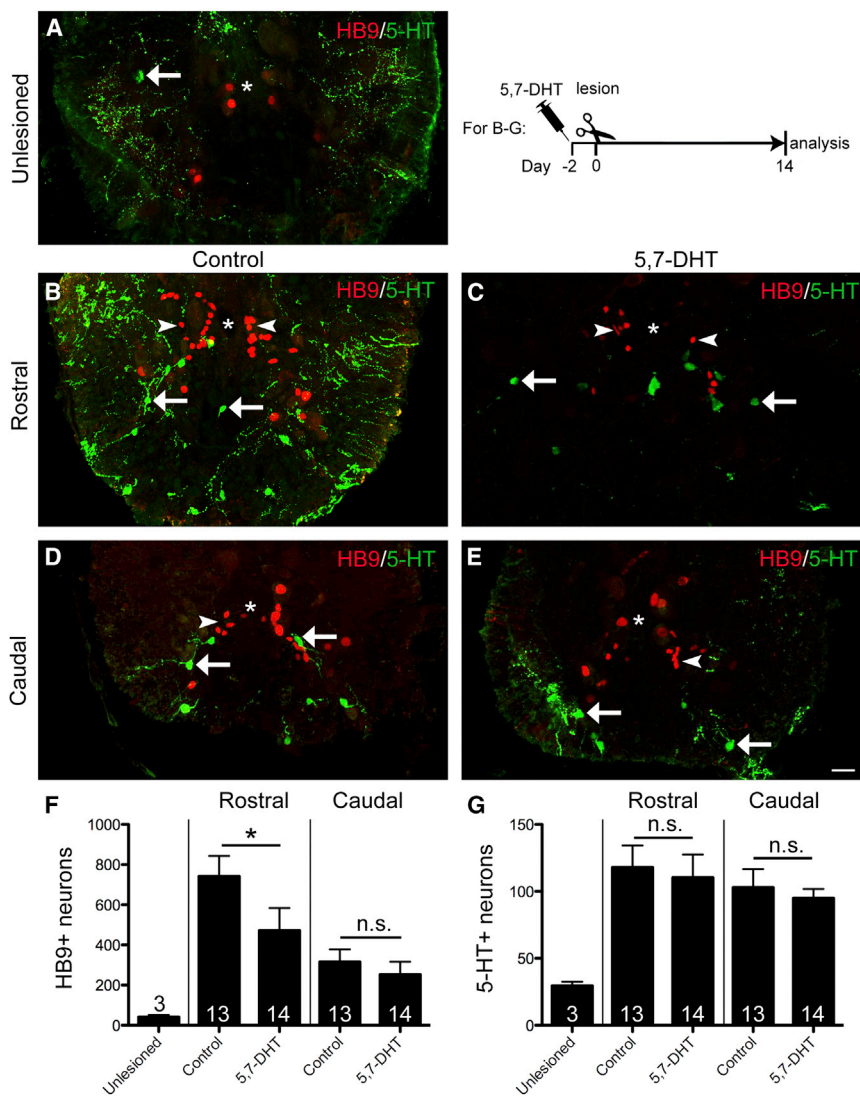 A
HB9/5-HT
*
Unlesioned
5,7-DHT lesion
For B-G:
analysis
Day -2 0 14
Control
5,7-DHT
B
HB9/5-HT
*
C
HB9/5-HT
*
Rostral
D
HB9/5-HT
*
E
HB9/5-HT
*
Caudal
F
Rostral Caudal
1000
800
600
400
200
0
HB9+ neurons
*
n.s.
3
13
14
13
14
Unlesioned
Control
5,7-DHT
Control
5,7-DHT
G
Rostral Caudal
150
100
50
0
5-HT+ neurons
n.s.
n.s.
3
13
14
13
14
Unlesioned
Control
5,7-DHT
Control
5,7-DHT